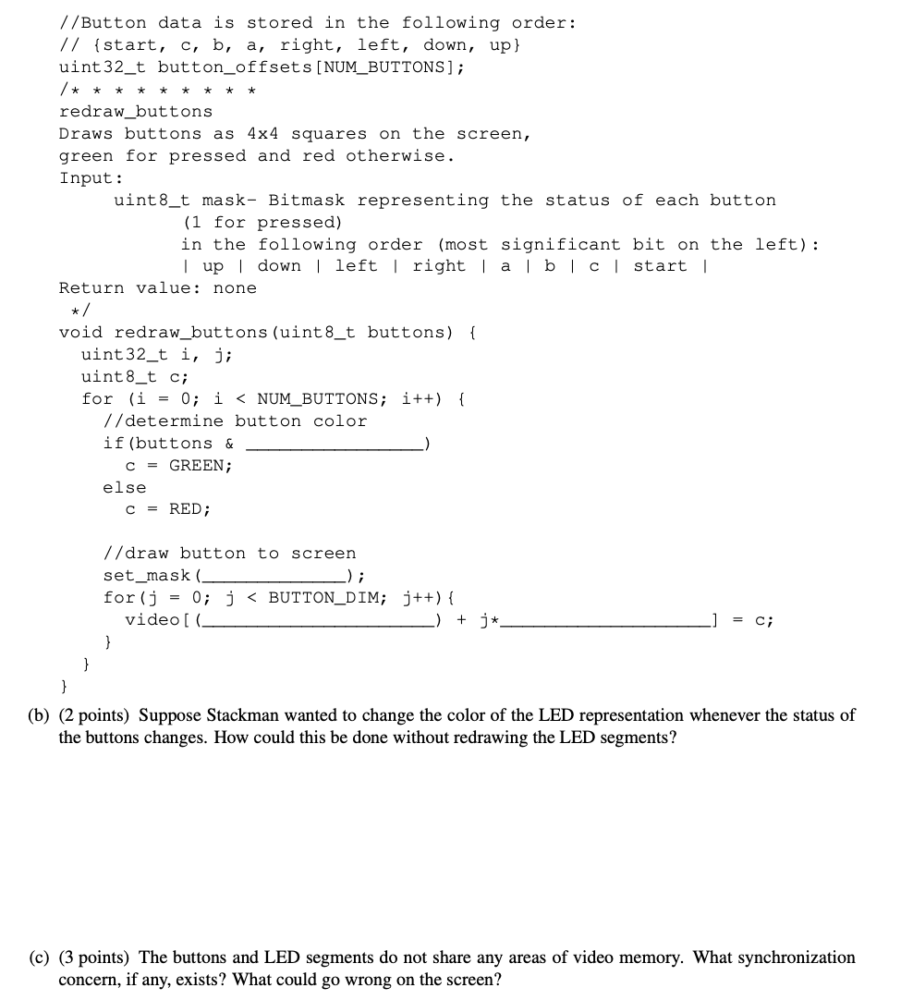 //Button data is stored in the following order:
// {start, c, b, a, right, left, down, up}
uint32_t button_offsets[NUM_BUTTONS];
/* * * * * * * * *
redraw_buttons
Draws buttons as 4x4 squares on the screen,
green for pressed and red otherwise.
Input:
uint8_t mask- Bitmask representing the status of each button
(1 for pressed)
in the following order (most significant bit on the left):
| up | down | left | right | a | b | c | start |
Return value: none
*/
void redraw_buttons(uint8_t buttons) {
uint32_t i, j;
uint8_t c;
for (i = 0; i < NUM_BUTTONS; i++) {
//determine button color
if(buttons & ________________)
c = GREEN;
else
c = RED;
//draw button to screen
set_mask(_____________);
for(j = 0; j < BUTTON_DIM; j++){
video[(_____________________) + j*___________________] = c;
}
}
}
(b) (2 points) Suppose Stackman wanted to change the color of the LED representation whenever the status of
the buttons changes. How could this be done without redrawing the LED segments?
(c) (3 points) The buttons and LED segments do not share any areas of video memory. What synchronization
concern, if any, exists? What could go wrong on the screen?